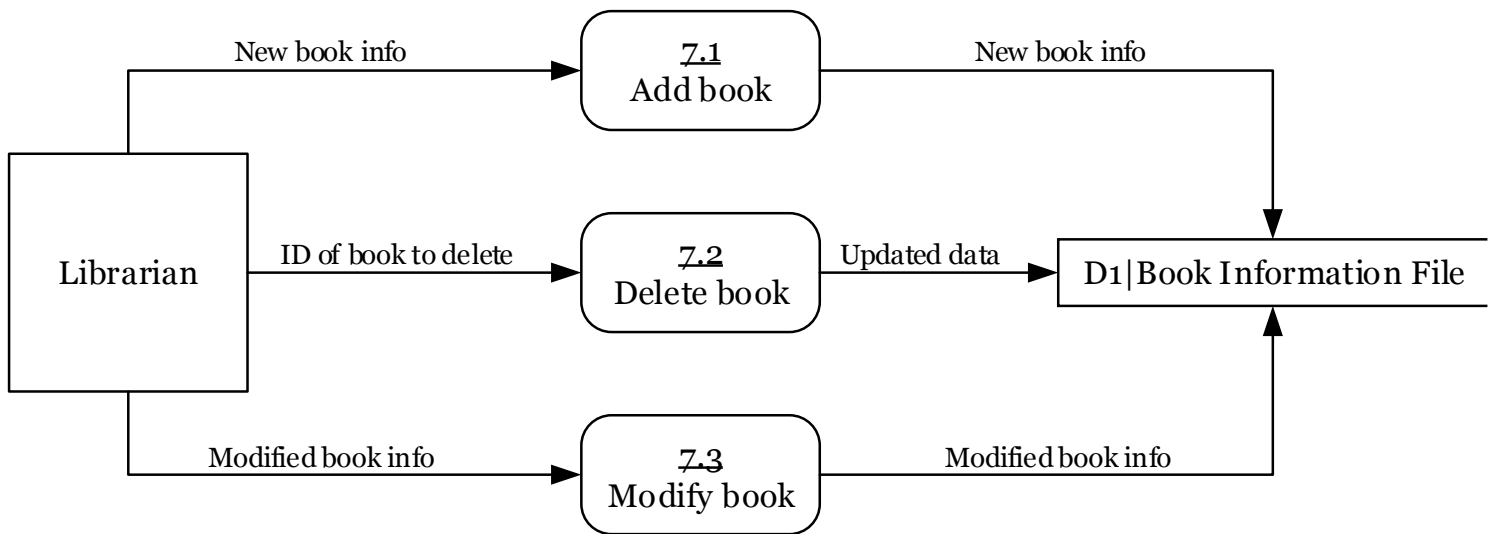 New book info
7.1
Add book
New book info
Librarian
ID of book to delete
7.2
Delete book
Updated data
D1|Book Information File
Modified book info
7.3
Modify book
Modified book info